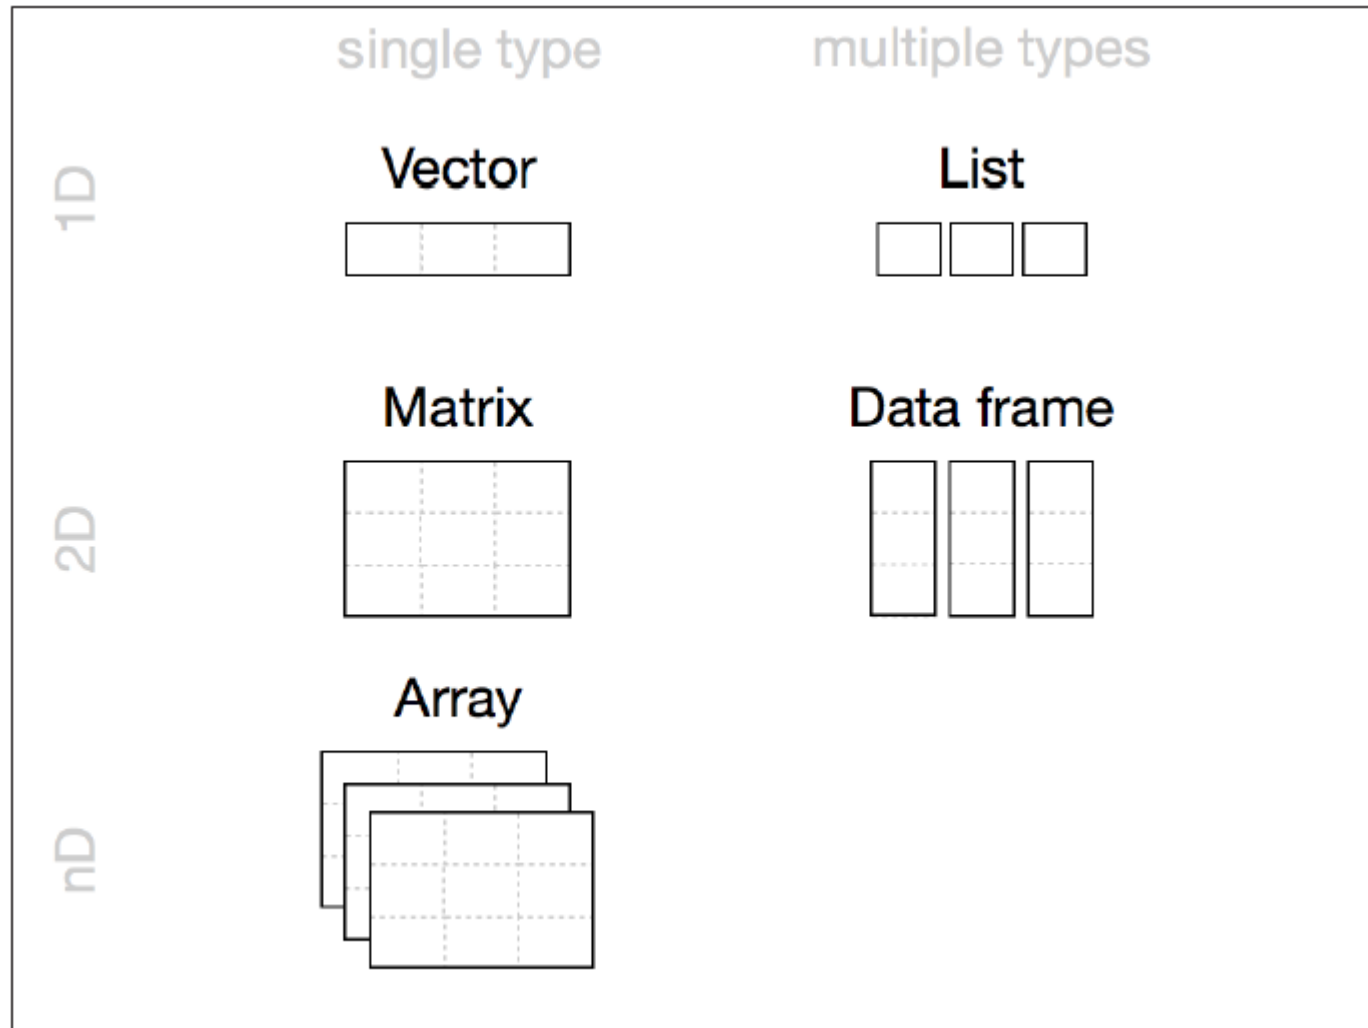 single type multiple types
1D
Vector List
2D
Matrix Data frame
nD
Array